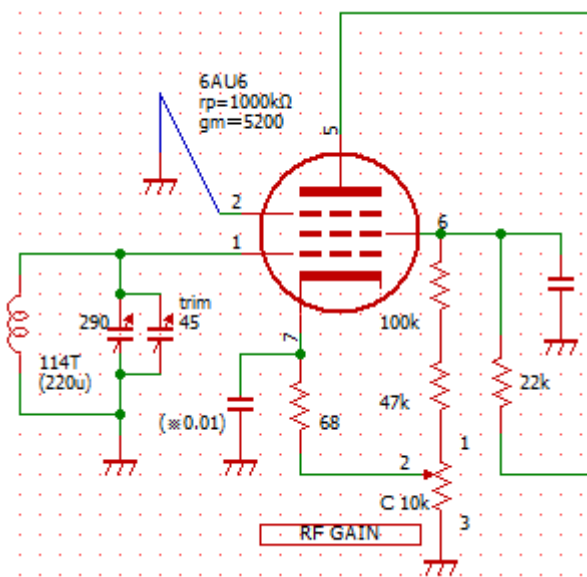 6AU6
rp=1000kΩ
gm=5200
5
2
6
1
trim
290
45
7
100k
114T
(220u)
22k
47k
(※0.01)
68
1
2
C 10k
3
RF GAIN